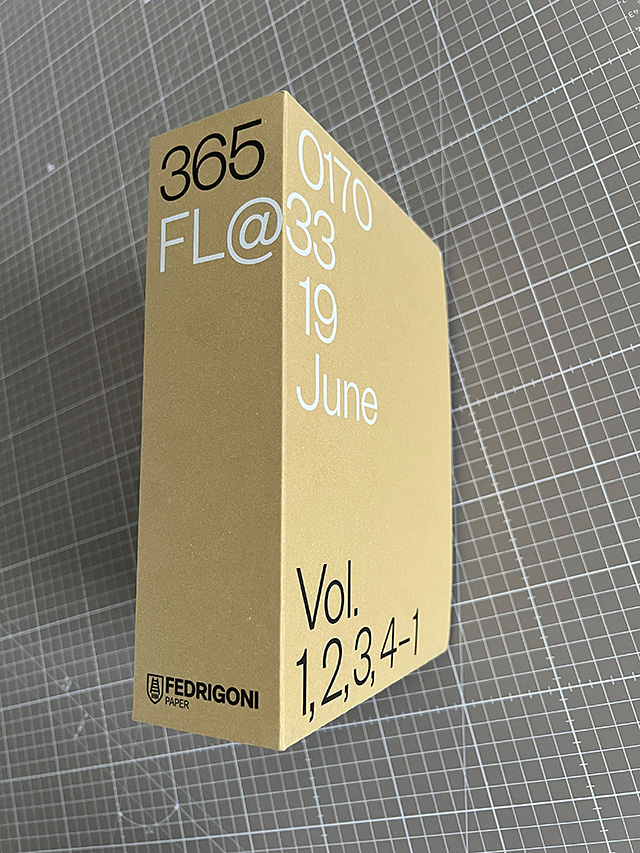 365
FL@33
FEDRIGONI
PAPER
0170
19
June
Vol.
1,2,3,4-1